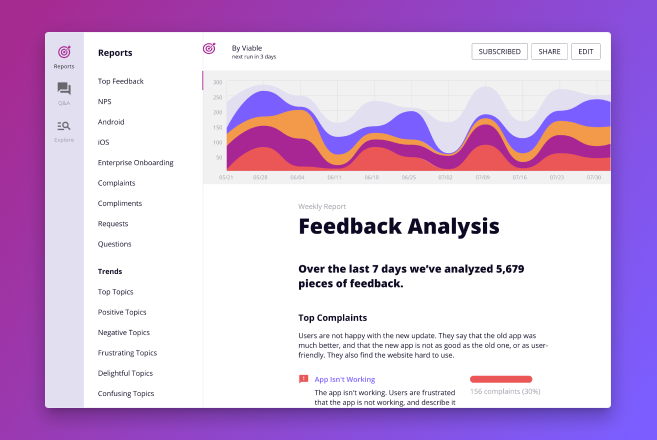 Reports
Q&A
Explore
Reports
Top Feedback
NPS
Android
iOS
Enterprise Onboarding
Complaints
Compliments
Requests
Questions
Trends
Top Topics
Positive Topics
Negative Topics
Frustrating Topics
Delightful Topics
Confusing Topics
By Viable
next run in 3 days
SUBSCRIBED
SHARE
EDIT
300
250
200
150
100
50
05/21 05/28 06/04 06/11 06/18 06/25 07/02 07/09 07/16 07/23 07/30
Weekly Report
Feedback Analysis
Over the last 7 days we've analyzed 5,679
pieces of feedback.
Top Complaints
Users are not happy with the new update. They say that the old app was
much better, and that the new app is not as good as the old one, or as user-
friendly. They also find the website hard to use.
App Isn't Working
The app isn't working. Users are frustrated
that the app is not working, and describe it
156 complaints (30%)